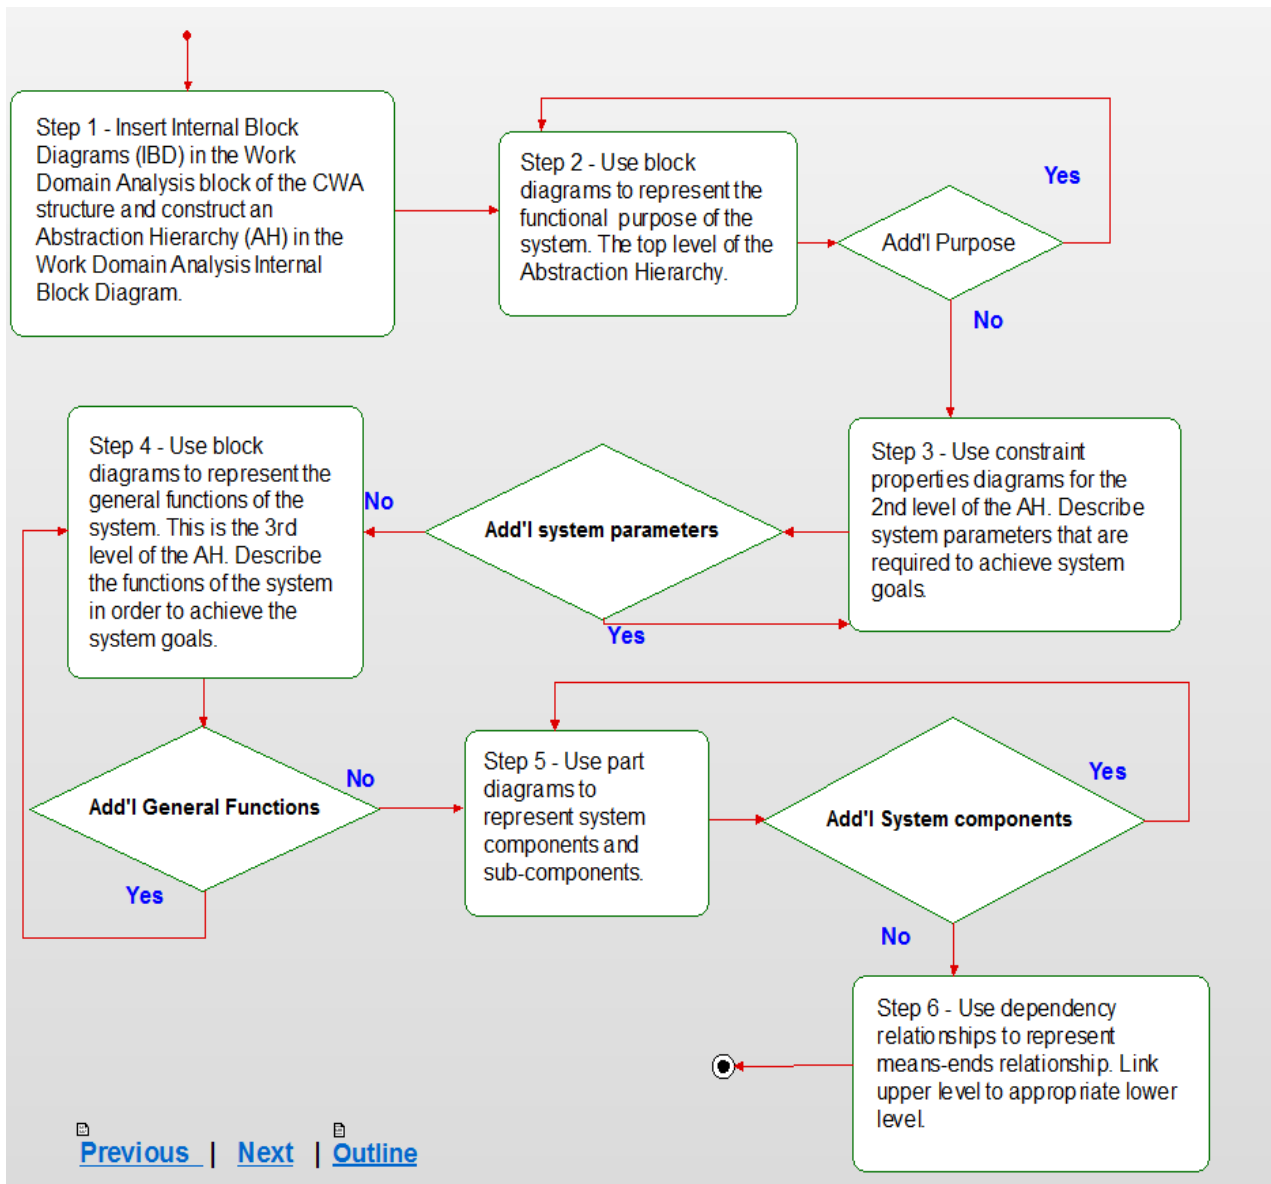 Step 1 - Insert Internal Block
Diagrams (IBD) in the Work
Domain Analysis block of the CWA
structure and construct an
Abstraction Hierarchy (AH) in the
Work Domain Analysis Internal
Block Diagram.
Step 2 - Use block
diagrams to represent the
functional purpose of the
system. The top level of the
Abstraction Hierarchy.
Add'l Purpose
Yes
No
Step 3 - Use constraint
properties diagrams for the
2nd level of the AH. Describe
system parameters that are
required to achieve system
goals.
Add'l system parameters
No
Yes
Step 4 - Use block
diagrams to represent the
general functions of the
system. This is the 3rd
level of the AH. Describe
the functions of the system
in order to achieve the
system goals.
Add'l General Functions
No
Yes
Step 5 - Use part
diagrams to
represent system
components and
sub-components.
Add'l System components
Yes
No
Step 6 - Use dependency
relationships to represent
means-ends relationship. Link
upper level to appropriate lower
level.
Previous | Next | Outline